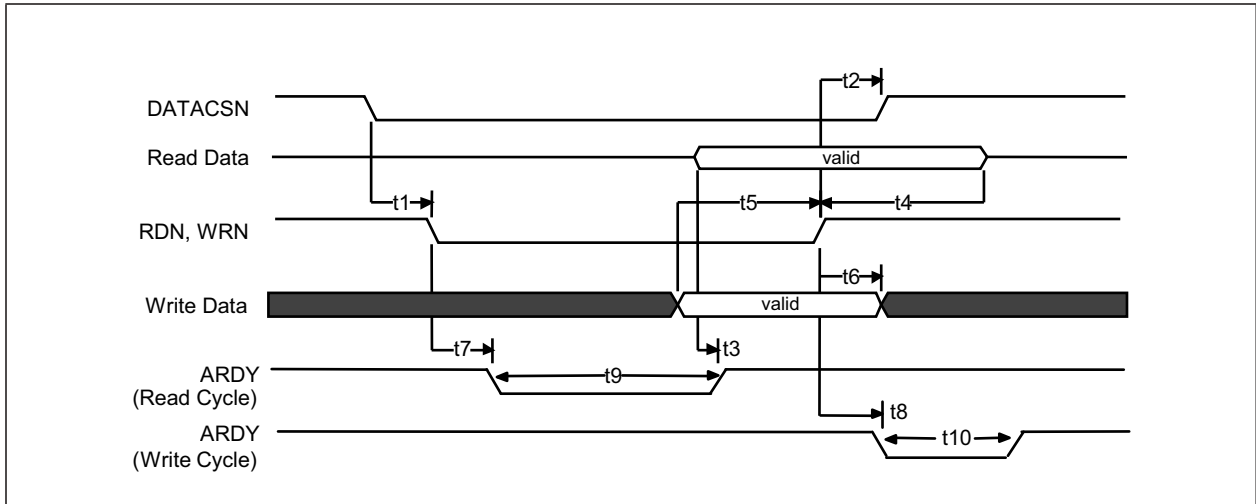 t2
DATACSN
Read Data
valid
t1
t5
t4
RDN, WRN
t6
Write Data
valid
t7
t3
ARDY
t9
(Read Cycle)
t8
ARDY
t10
(Write Cycle)